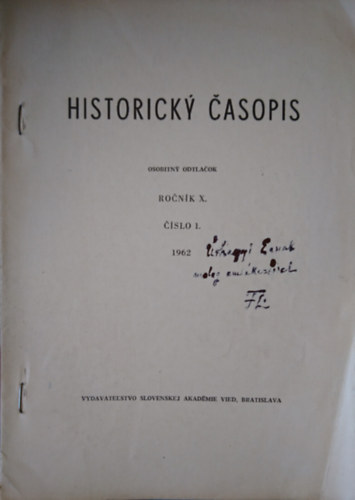 HISTORICKÝ ČASOPIS
OSOBITNÝ ODTLAČOK
ROČNÍK X.
ČÍSLO 1.
1962
VYDAVATEĽSTVO SLOVENSKEJ AKADÉMIE VIED, BRATISLAVA